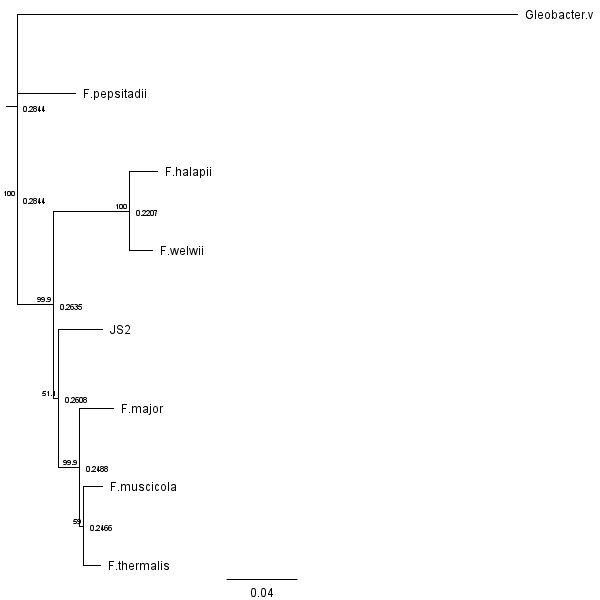 Gleobacter.v
F.pepsitadii
0.2844
100
0.2844
F.halapii
100
0.2207
F.welwii
99.9
0.2635
JS2
51.1
0.2608
F.major
99.9
0.2488
F.muscicola
59
0.2466
F.thermalis
0.04